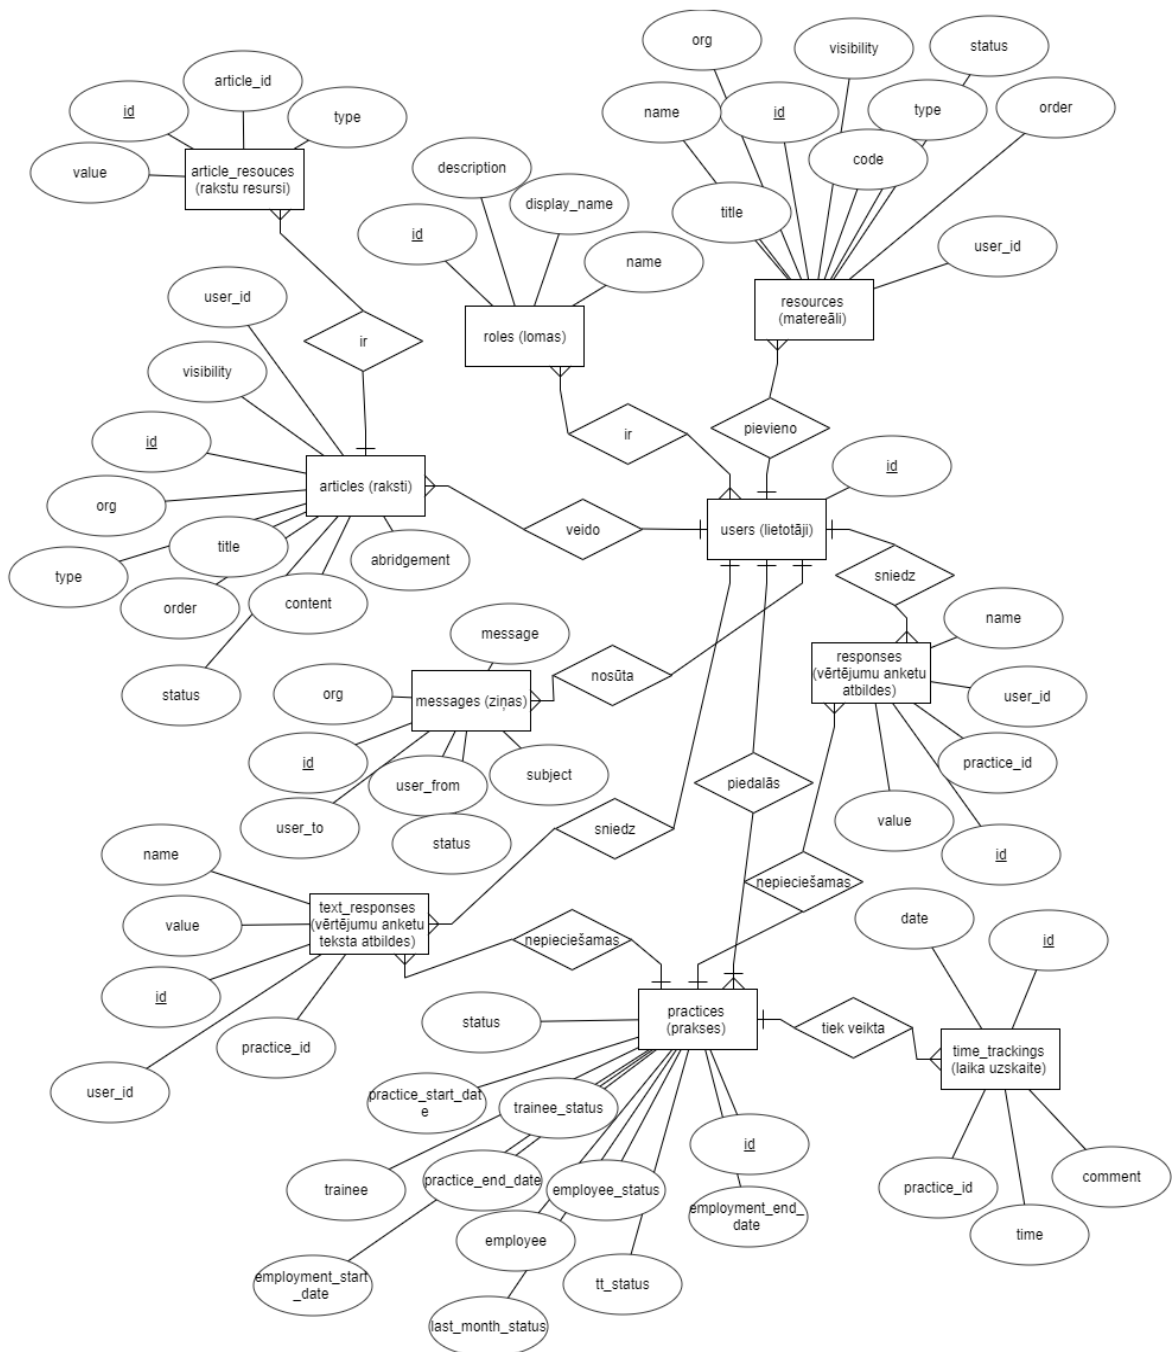 org
visibility
status
article_id
id
type
name
id
type
order
value
article_resouces
(rakstu resursi)
description
code
display_name
title
id
name
user_id
user_id
resources
(matereāli)
roles (lomas)
ir
visibility
pievieno
ir
id
id
articles (raksti)
org
users (lietotāji)
veido
title
abridgement
type
sniedz
order
content
name
message
responses
(vērtējumu anketu
atbildes)
nosūta
status
org
messages (ziņas)
user_id
id
user_from
subject
practice_id
piedalās
user_to
sniedz
value
status
name
id
nepieciešamas
text_responses
(vērtējumu anketu
teksta atbildes)
value
date
nepieciešamas
id
id
practices
(prakses)
status
tiek veikta
practice_id
time_trackings
(laika uzskaite)
user_id
practice_start_dat
e
trainee_status
id
trainee
practice_end_date
employee_status
practice_id
comment
employment_end_
date
employee
time
employment_start
_date
tt_status
last_month_status